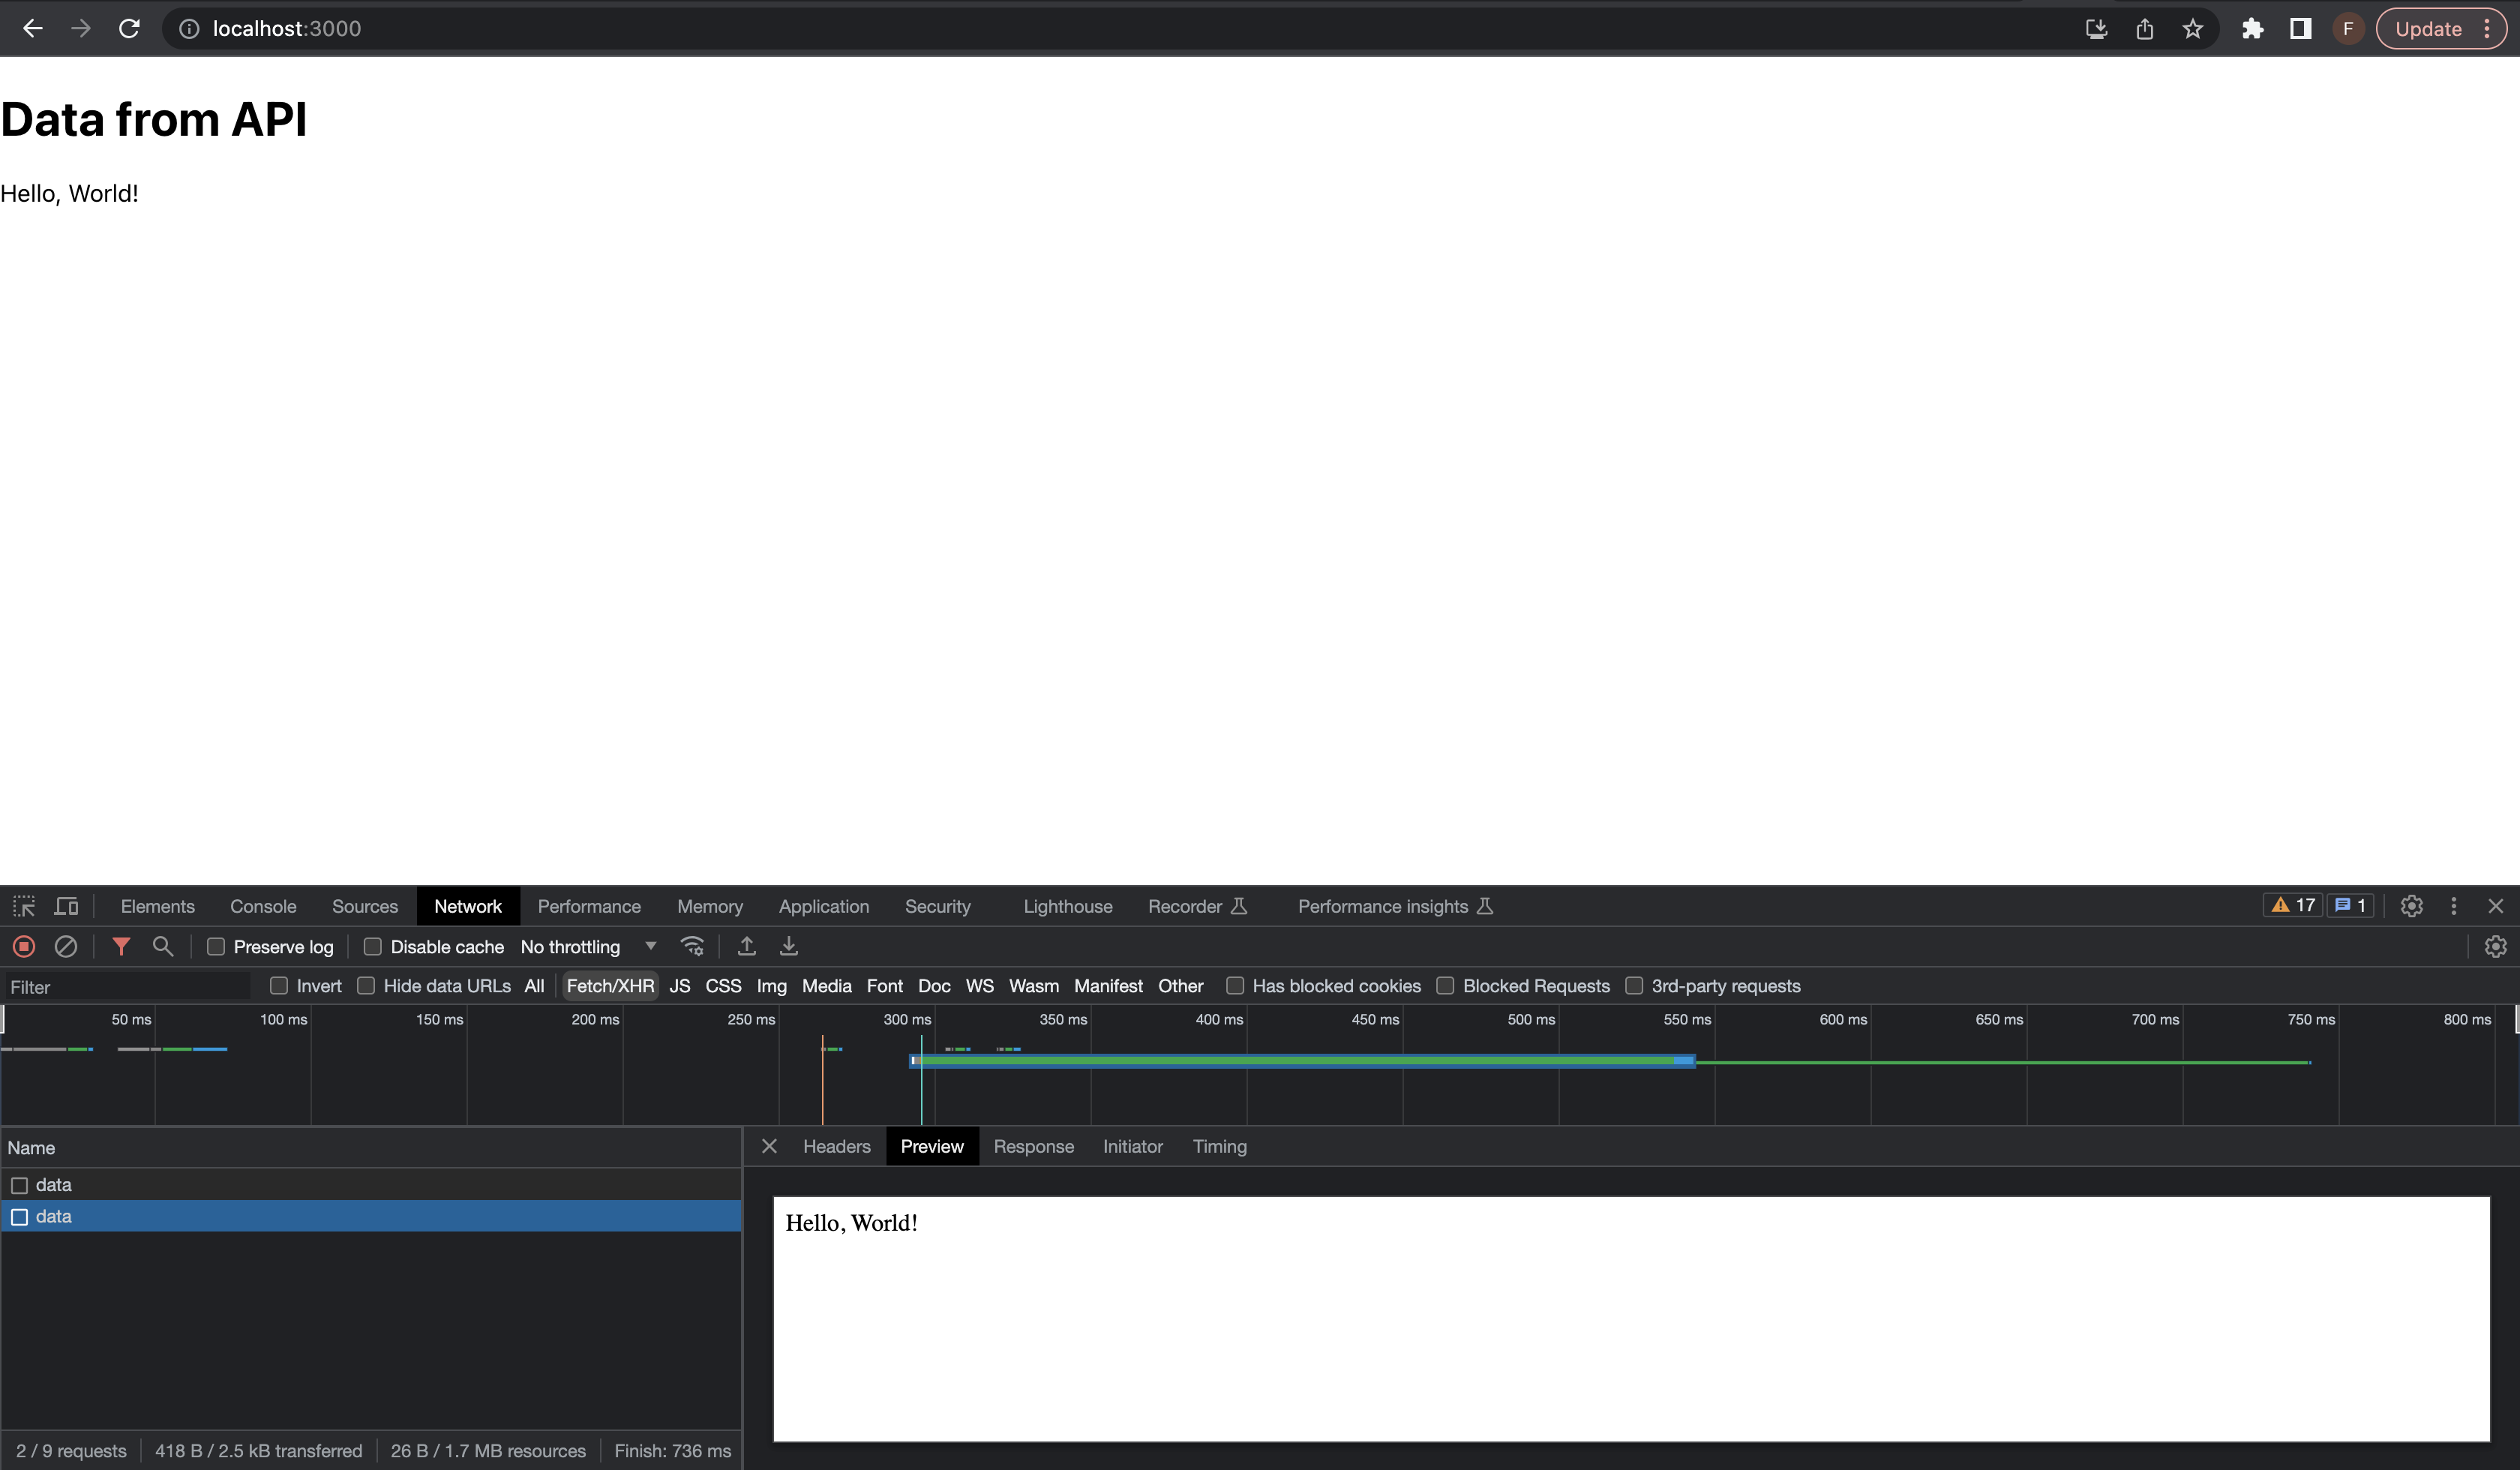 localhost:3000
F
Update
Data from API
Hello, World!
Elements Console Sources Network Performance Memory Application Security Lighthouse Recorder Performance insights 17 1
Preserve log Disable cache No throttling
Filter Invert Hide data URLs All Fetch/XHR JS CSS Img Media Font Doc WS Wasm Manifest Other Has blocked cookies Blocked Requests 3rd-party requests
50 ms 100 ms 150 ms 200 ms 250 ms 300 ms 350 ms 400 ms 450 ms 500 ms 550 ms 600 ms 650 ms 700 ms 750 ms 800 ms
Name
data
data
Headers Preview Response Initiator Timing
Hello, World!
2 / 9 requests 418 B / 2.5 kB transferred 26 B / 1.7 MB resources Finish: 736 ms